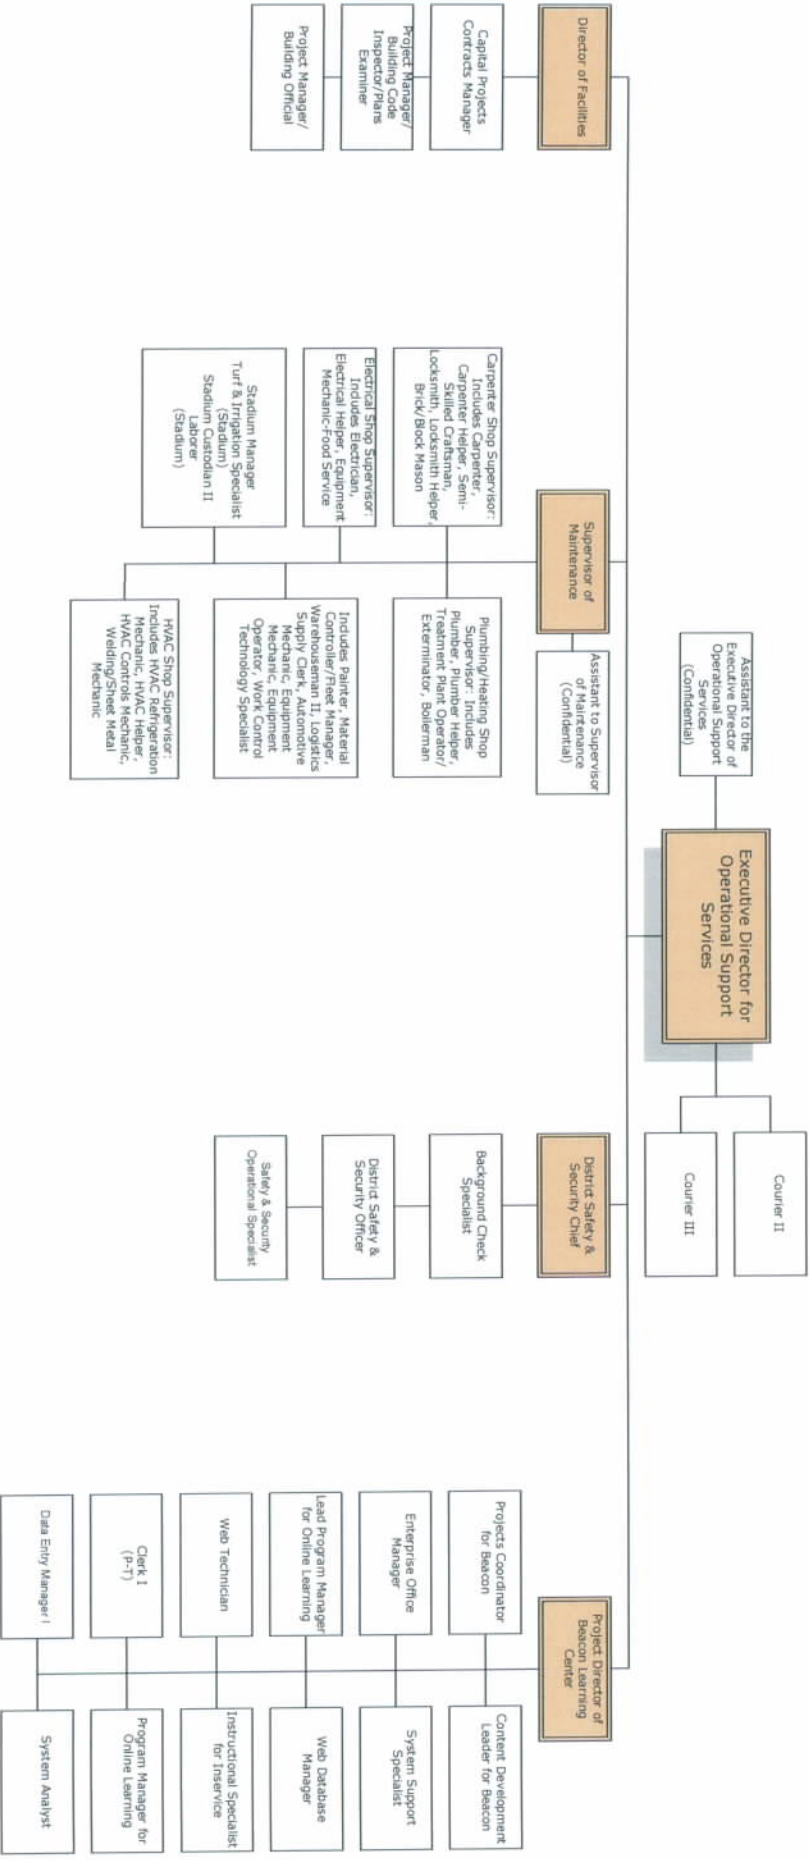 Executive Director for
Operational Support
Services
Assistant to the
Executive Director of
Operational Support
Services
(Confidential)
Courier II
Courier III
Director of Facilities
Capital Projects
Contracts Manager
Project Manager/
Building Code
Inspector/Plans
Examiner
Project Manager/
Building Official
Supervisor of
Maintenance
Assistant to Supervisor
of Maintenance
(Confidential)
Carpenter Shop Supervisor:
Includes Carpenter,
Carpenter Helper, Semi-
Skilled Craftsman,
Locksmith, Locksmith Helper,
Brick/Block Mason
Plumbing/Heating Shop
Supervisor: Includes
Plumber, Plumber Helper,
Treatment Plant Operator/
Exterminator, Boilerman
Electrical Shop Supervisor:
Includes Electrician,
Electrical Helper, Equipment
Mechanic-Food Service
Includes Painter, Material
Controller/Fleet Manager,
Warehouseman II, Logistics
Supply Clerk, Automotive
Mechanic, Equipment
Mechanic, Equipment
Operator, Work Control
Technology Specialist
Stadium Manager
Turf & Irrigation Specialist
(Stadium)
Stadium Custodian II
Laborer
(Stadium)
HVAC Shop Supervisor:
Includes HVAC Refrigeration
Mechanic, HVAC Helper,
HVAC Controls Mechanic,
Welding/Sheet Metal
Mechanic
District Safety &
Security Chief
Background Check
Specialist
District Safety &
Security Officer
Safety & Security
Operational Specialist
Project Director of
Beacon Learning
Center
Projects Coordinator
for Beacon
Content Development
Leader for Beacon
Enterprise Office
Manager
System Support
Specialist
Lead Program Manager
for Online Learning
Web Database
Manager
Web Technician
Instructional Specialist
for Inservice
Clerk I
(P-T)
Program Manager for
Online Learning
Data Entry Manager I
System Analyst